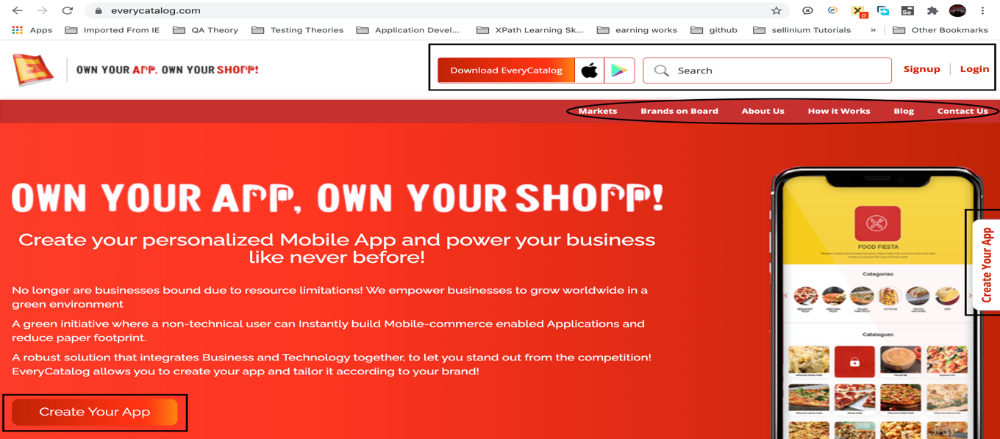 everycatalog.com
Apps Imported From IE QA Theory Testing Theories Application Devel... XPath Learning Sk... earning works github sellinium Tutorials » Other Bookmarks
0
Se
E
OWN YOUR APP. OWN YOUR SHOPP!
Download EveryCatalog
Search
Signup Login
Markets Brands on Board About Us How it Works Blog Contact Us
OWN YOUR APP, OWN YOUR SHOPP!
Create your personalized Mobile App and power your business
like never before!
No longer are businesses bound due to resource limitations! We empower businesses to grow worldwide in a
green environment
A green initiative where a non-technical user can Instantly build Mobile-commerce enabled Applications and
reduce paper footprint.
A robust solution that integrates Business and Technology together, to let you stand out from the competition!
EveryCatalog allows you to create your app and tailor it according to your brand!
Create Your App
FOOD FIESTA
Categories
Catalogues
Create Your App